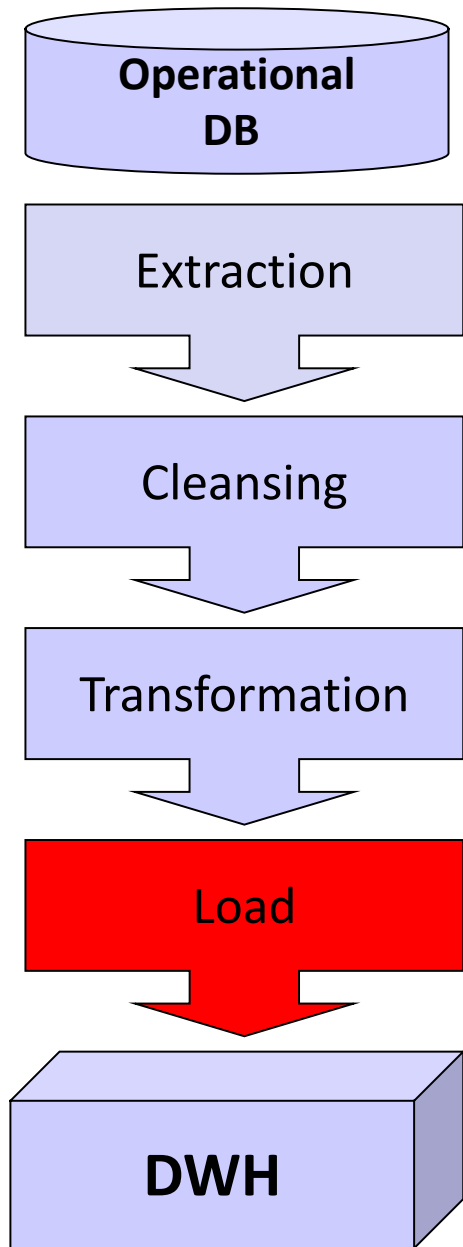 Operational
DB
Extraction
Cleansing
Transformation
Load
DWH